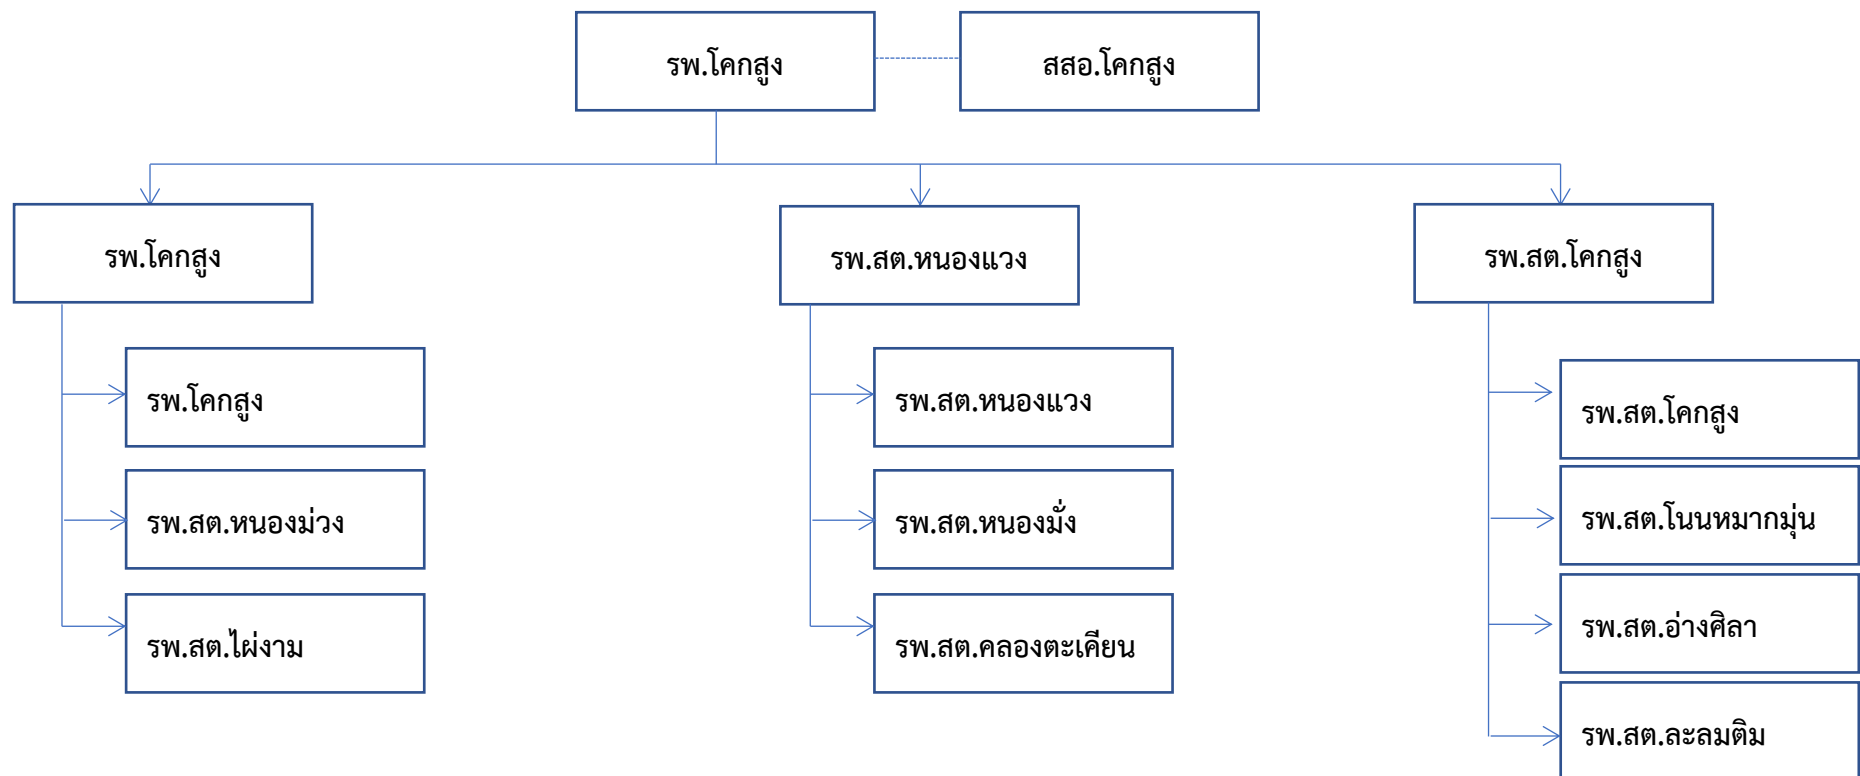 รพ.โคกสูง
สสอ.โคกสูง
รพ.โคกสูง
รพ.สต.หนองแวง
รพ.สต.โคกสูง
รพ.โคกสูง
รพ.สต.หนองม่วง
รพ.สต.ไผ่งาม
รพ.สต.หนองแวง
รพ.สต.หนองมั่ง
รพ.สต.คลองตะเคียน
รพ.สต.โคกสูง
รพ.สต.โนนหมากมุ่น
รพ.สต.อ่างศิลา
รพ.สต.ละลมติม